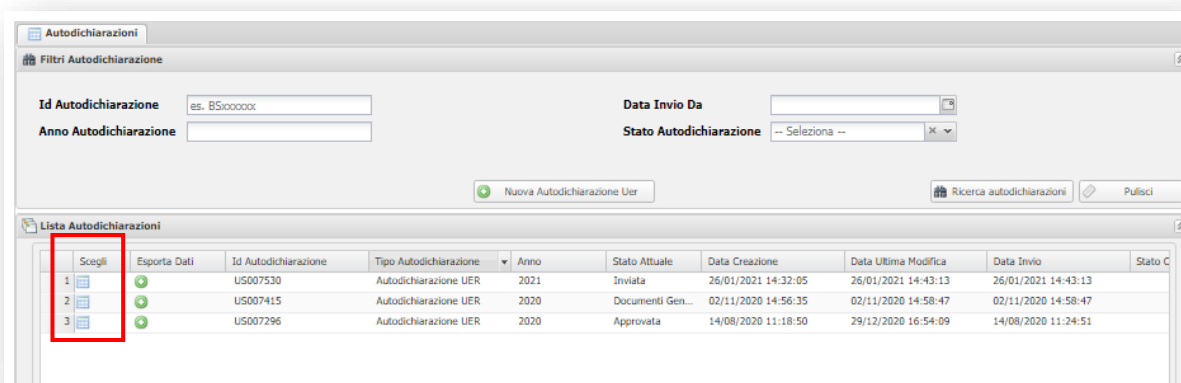 Autodichiarazioni
Filtri Autodichiarazione
Id Autodichiarazione es. BSxxxxxx Data Invio Da
Anno Autodichiarazione Stato Autodichiarazione -- Seleziona --
Nuova Autodichiarazione Uer Ricerca autodichiarazioni Pulisci
Lista Autodichiarazioni
Scegli Esporta Dati Id Autodichiarazione Tipo Autodichiarazione Anno Stato Attuale Data Creazione Data Ultima Modifica Data Invio Stato C
1 US007530 Autodichiarazione UER 2021 Inviata 26/01/2021 14:32:05 26/01/2021 14:43:13 26/01/2021 14:43:13
2 US007415 Autodichiarazione UER 2020 Documenti Gen... 02/11/2020 14:56:35 02/11/2020 14:58:47 02/11/2020 14:58:47
3 US007296 Autodichiarazione UER 2020 Approvata 14/08/2020 11:18:50 29/12/2020 16:54:09 14/08/2020 11:24:51